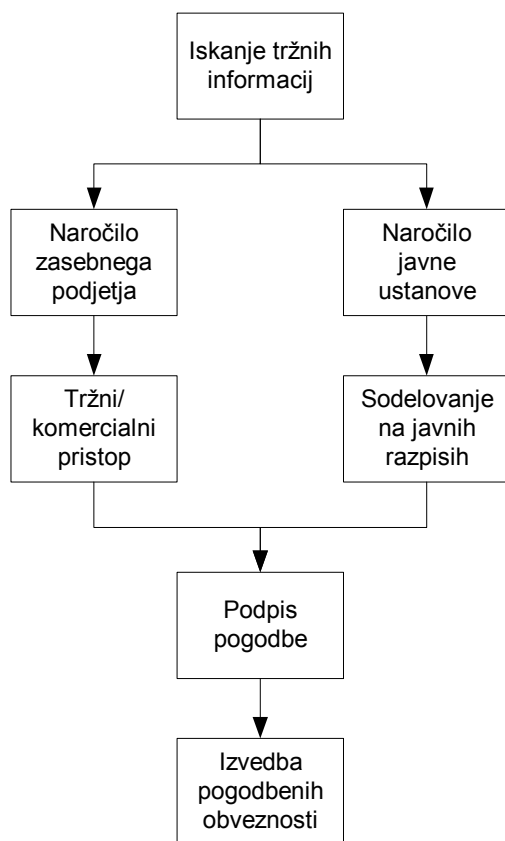 Iskanje tržnih
informacij
Naročilo
zasebnega
podjetja
Naročilo
javne
ustanove
Tržni/
komercialni
pristop
Sodelovanje
na javnih
razpisih
Podpis
pogodbe
Izvedba
pogodbenih
obveznosti